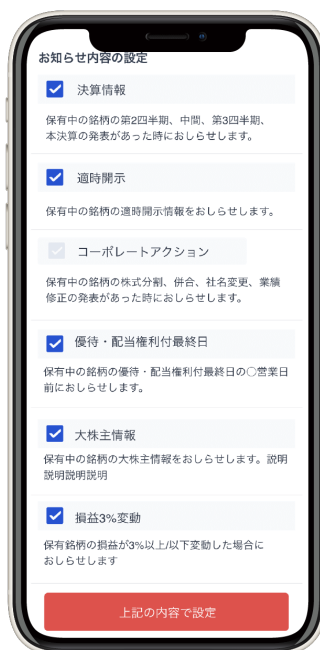 お知らせ内容の設定
決算情報
保有中の銘柄の第2四半期、中間、第3四半期、
本決算の発表があった時におしらせします。
適時開示
保有中の銘柄の適時開示情報をおしらせします。
コーポレートアクション
保有中の銘柄の株式分割、併合、社名変更、業績
修正の発表があった時におしらせします。
優待・配当権利付最終日
保有中の銘柄の優待・配当権利付最終日の○営業日
前におしらせします。
大株主情報
保有中の銘柄の大株主情報をおしらせします。説明
説明説明説明
損益3%変動
保有銘柄の損益が3%以上/以下変動した場合に
おしらせします
上記の内容で設定